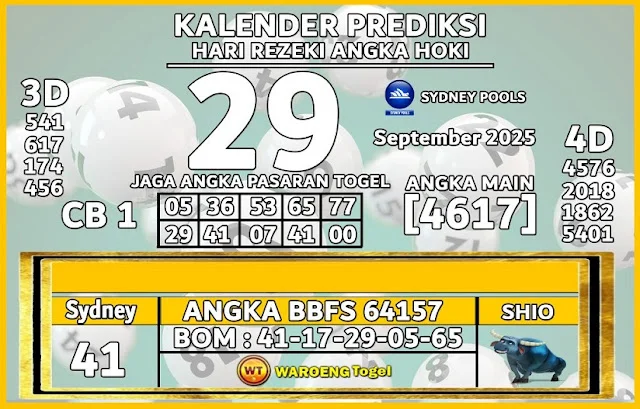 KALENDER PREDIKSI
HARI REZEKI ANGKA HOKI
3D
541
617
174
456
29
SYDNEY POOLS
September 2025
4D
4576
2018
1862
5401
JAGA ANGKA PASARAN TOGEL
CB 1
05 36 53 65 77
29 41 07 41 00
ANGKA MAIN
[4617]
Sydney
41
ANGKA BBFS 64157
BOM : 41-17-29-05-65
WT WAROENG Togel
SHIO